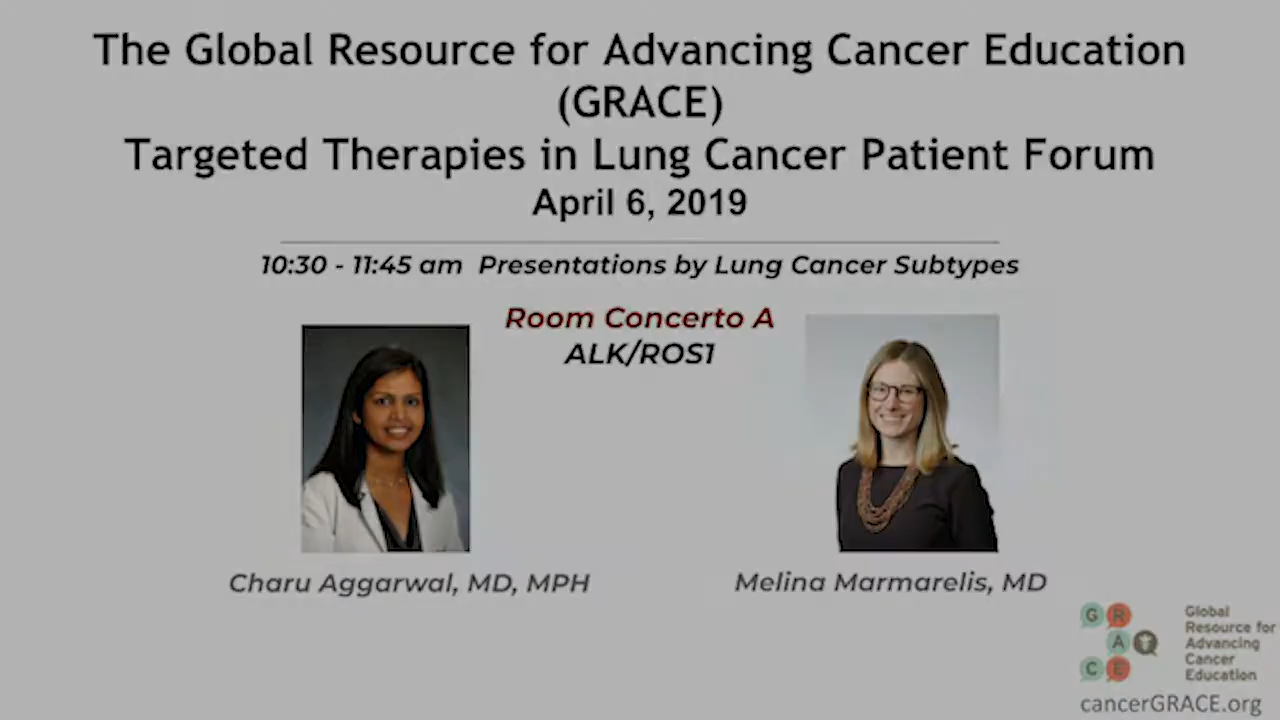 The Global Resource for Advancing Cancer Education
(GRACE)
Targeted Therapies in Lung Cancer Patient Forum
April 6, 2019
10:30 - 11:45 am Presentations by Lung Cancer Subtypes
Room Concerto A
ALK/ROS1
Charu Aggarwal, MD, MPH
Melina Marmarelis, MD
G R
A
C E
Global
Resource for
Advancing
Cancer
Education
cancerGRACE.org